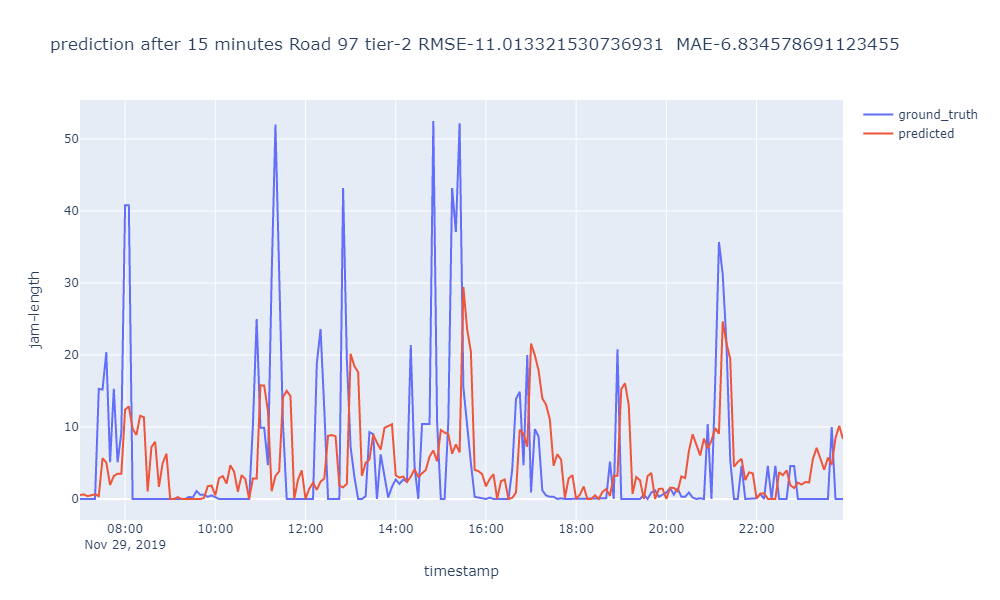 prediction after 15 minutes Road 97 tier-2 RMSE-11.013321530736931  MAE-6.834578691123455
ground_truth
predicted
50
40
30
20
10
0
jam-length
08:00 10:00 12:00 14:00 16:00 18:00 20:00 22:00
Nov 29, 2019
timestamp